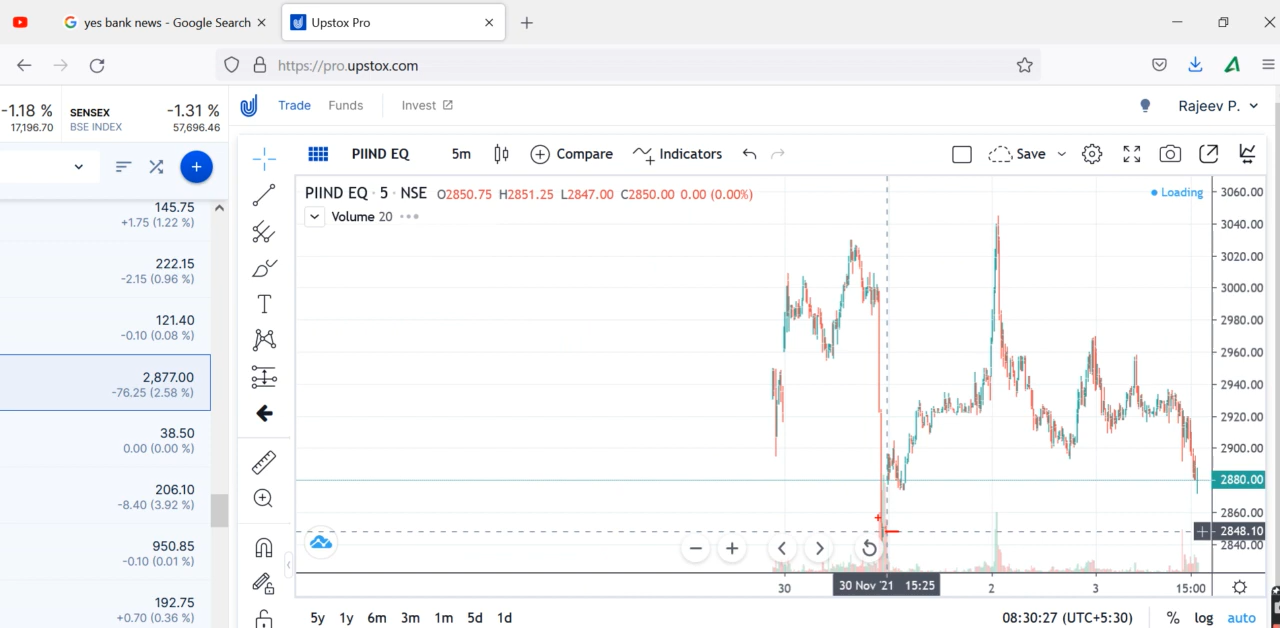 yes bank news - Google Search
Upstox Pro
https://pro.upstox.com
-1.18 %
17,196.70
SENSEX
BSE INDEX
-1.31 %
57,696.46
Trade
Funds
Invest
Rajeev P.
PIIND EQ
5m
Compare
Indicators
Save
145.75
+1.75 (1.22 %)
222.15
-2.15 (0.96 %)
121.40
-0.10 (0.08 %)
2,877.00
-76.25 (2.58 %)
38.50
0.00 (0.00 %)
206.10
-8.40 (3.92 %)
950.85
-0.10 (0.01 %)
192.75
+0.70 (0.36 %)
PIIND EQ · 5 · NSE O2850.75 H2851.25 L2847.00 C2850.00 0.00 (0.00%)
Volume 20
Loading
3060.00
3040.00
3020.00
3000.00
2980.00
2960.00
2940.00
2920.00
2900.00
2880.00
2860.00
2848.10
2840.00
30
30 Nov '21 15:25
2
3
15:00
5y 1y 6m 3m 1m 5d 1d
08:30:27 (UTC+5:30)
% log auto